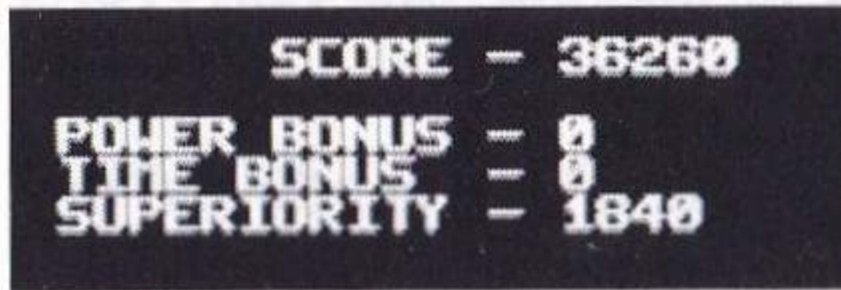 SCORE - 36260
POWER BONUS - 0
TIME BONUS - 0
SUPERIORITY - 1840